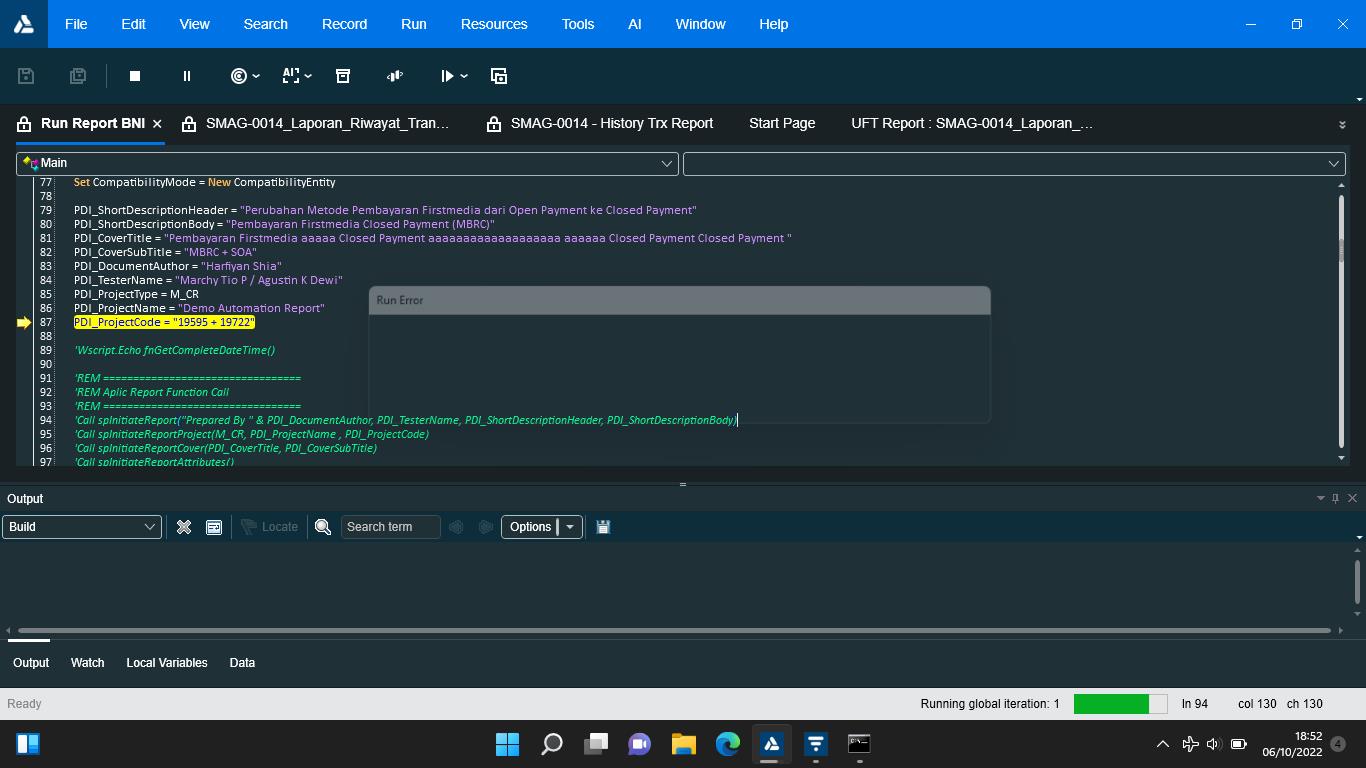 File Edit View Search Record Run Resources Tools AI Window Help
Run Report BNI SMAG-0014_Laporan_Riwayat_Tran... SMAG-0014 - History Trx Report Start Page UFT Report : SMAG-0014_Laporan_...
Main
77 Set CompatibilityMode = New CompatibilityEntity
78
79 PDI_ShortDescriptionHeader = "Perubahan Metode Pembayaran Firstmedia dari Open Payment ke Closed Payment"
80 PDI_ShortDescriptionBody = "Pembayaran Firstmedia Closed Payment (MBRC)"
81 PDI_CoverTitle = "Pembayaran Firstmedia aaaaa Closed Payment aaaaaaaaaaaaaaaaaaa aaaaaa Closed Payment Closed Payment "
82 PDI_CoverSubTitle = "MBRC + SOA"
83 PDI_DocumentAuthor = "Harfiyan Shia"
84 PDI_TesterName = "Marchy Tio P / Agustin K Dewi"
85 PDI_ProjectType = M_CR
86 PDI_ProjectName = "Demo Automation Report"
87 PDI_ProjectCode = "19595 + 19722"
88
89 'Wscript.Echo fnGetCompleteDateTime()
90
91 'REM =================================
92 'REM Aplic Report Function Call
93 'REM =================================
94 'Call spInitiateReport("Prepared By " & PDI_DocumentAuthor, PDI_TesterName, PDI_ShortDescriptionHeader, PDI_ShortDescriptionBody)
95 'Call spInitiateReportProject(M_CR, PDI_ProjectName , PDI_ProjectCode)
96 'Call spInitiateReportCover(PDI_CoverTitle, PDI_CoverSubTitle)
97 'Call spInitiateReportAttributes()
Run Error
Output
Build Locate Search term Options
Output Watch Local Variables Data
Ready Running global iteration: 1 ln 94 col 130 ch 130
18:52
06/10/2022 4